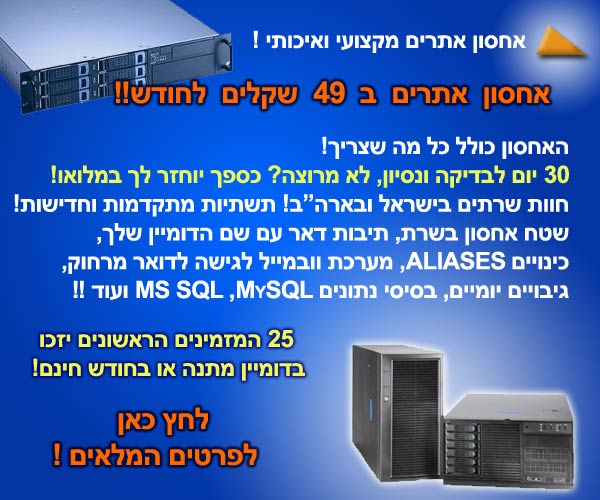 אחסון אתרים מקצועי ואיכותי !
אחסון אתרים ב 49 שקלים לחודש!!
האחסון כולל כל מה שצריך!
30 יום לבדיקה ונסיון, לא מרוצה? כספך יוחזר לך במלואו!
חוות שרתים בישראל ובארה"ב! תשתיות מתקדמות וחדישות!
שטח אחסון בשרת, תיבות דאר עם שם הדומיין שלך,
כינויים ALIASES, מערכת וובמייל לגישה לדואר מרחוק,
גיבויים יומיים, בסיסי נתונים MS SQL ,MYSQL ועוד !!
25 המזמינים הראשונים יזכו
בדומיין מתנה או בחודש חינם!
לחץ כאן
לפרטים המלאים !